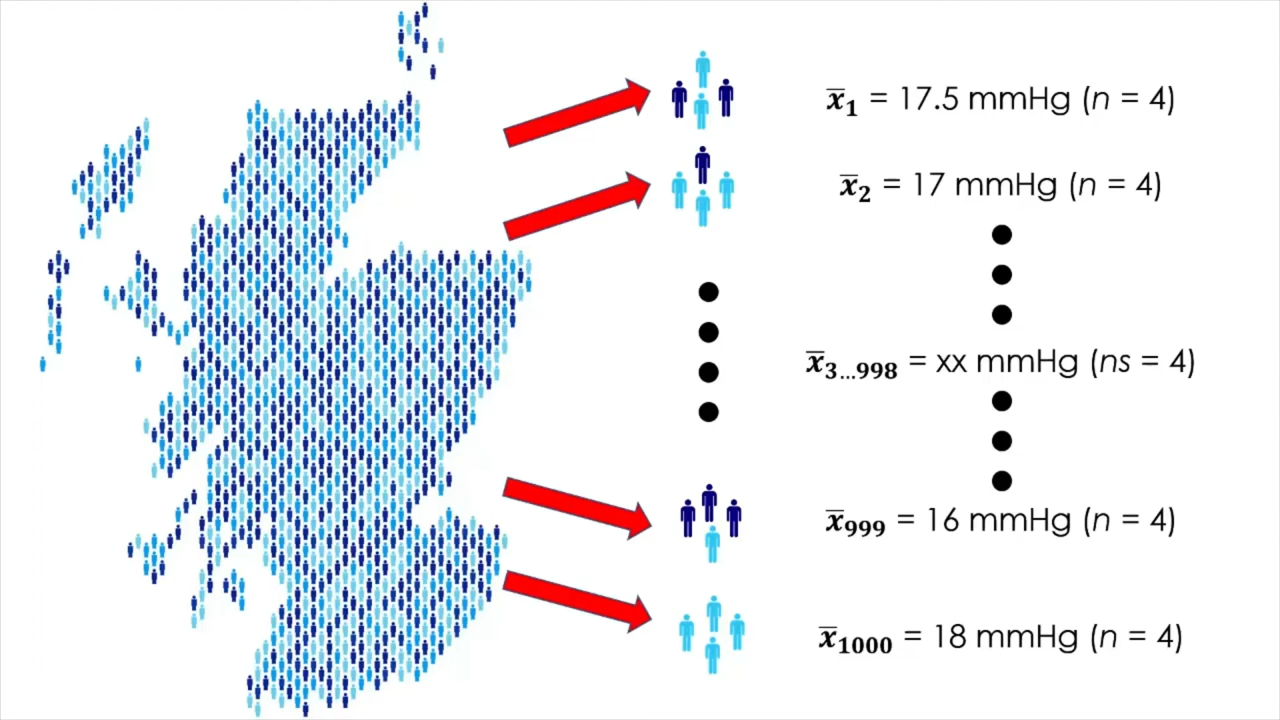 x̅₁ = 17.5 mmHg (n = 4)
x̅₂ = 17 mmHg (n = 4)
x̅₃…₉₉₈ = xx mmHg (ns = 4)
x̅₉₉₉ = 16 mmHg (n = 4)
x̅₁₀₀₀ = 18 mmHg (n = 4)